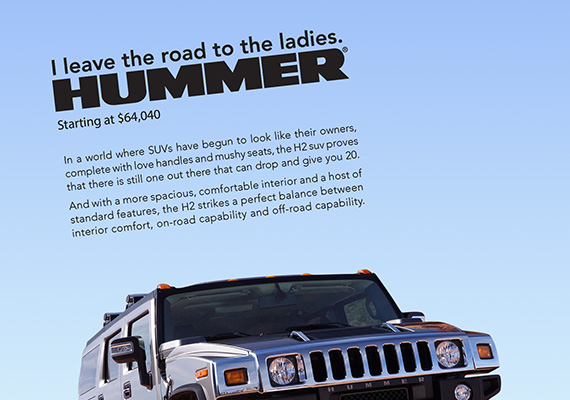 I leave the road to the ladies.
HUMMER®
Starting at $64,040
In a world where SUVs have begun to look like their owners,
complete with love handles and mushy seats, the H2 suv proves
that there is still one out there that can drop and give you 20.
And with a more spacious, comfortable interior and a host of
standard features, the H2 strikes a perfect balance between
interior comfort, on-road capability and off-road capability.
HUMMER